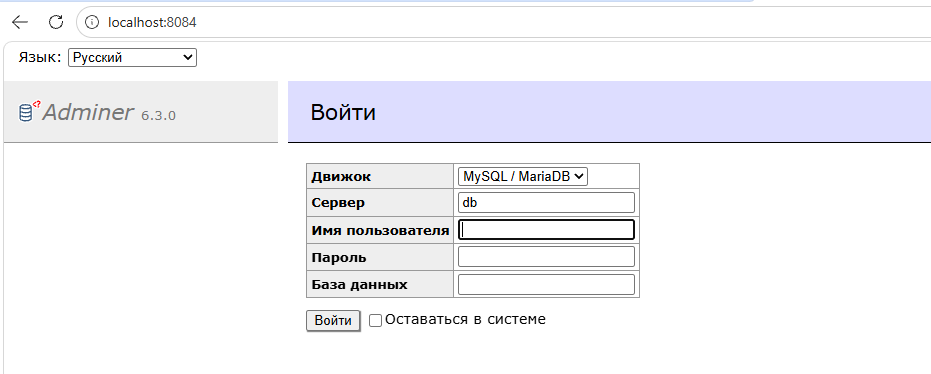 localhost:8084
Язык: Русский
Adminer 6.3.0
Войти
Движок MySQL / MariaDB
Сервер db
Имя пользователя
Пароль
База данных
Войти Оставаться в системе